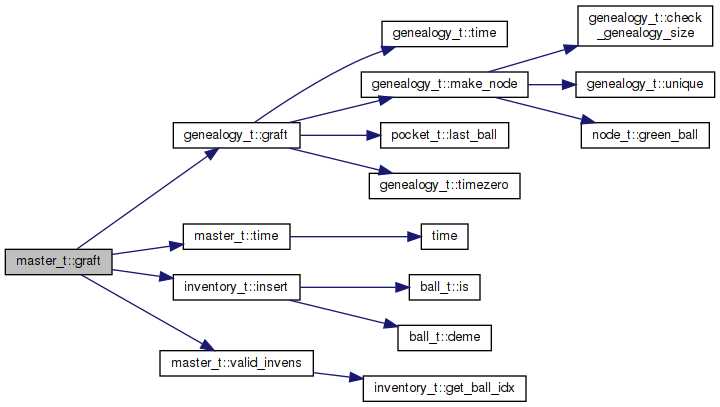 genealogy_t::check
_genealogy_size
genealogy_t::time
genealogy_t::make_node
genealogy_t::unique
genealogy_t::graft
pocket_t::last_ball
node_t::green_ball
genealogy_t::timezero
master_t::time
time
master_t::graft
inventory_t::insert
ball_t::is
ball_t::deme
master_t::valid_invens
inventory_t::get_ball_idx